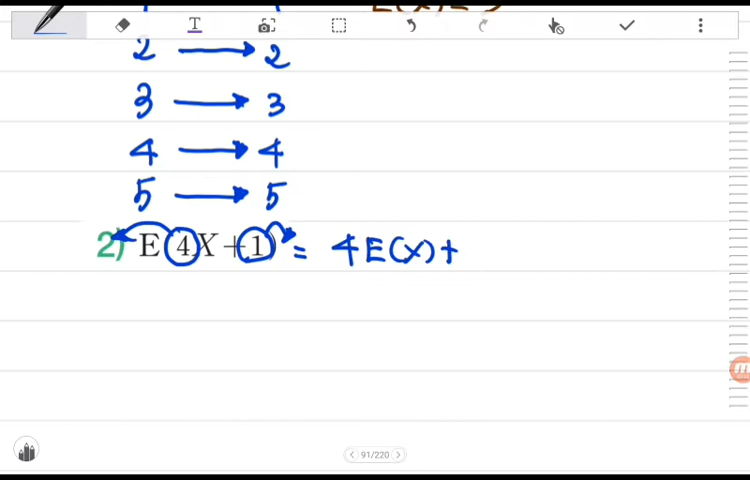 2 → 2
3 → 3
4 → 4
5 → 5
2) E(4X+1) = 4E(X)+
91/220